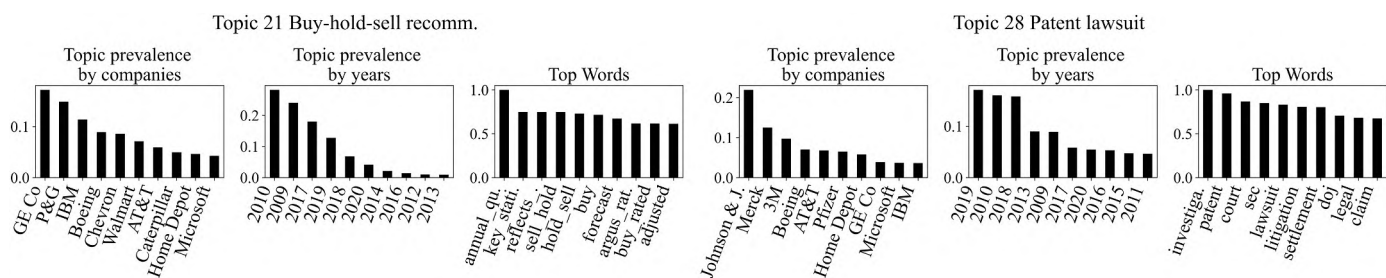 Topic 21 Buy-hold-sell recomm.
Topic prevalence
by companies
0.1
0.0
GE Co
P&G
IBM
Boeing
Chevron
Walmart
AT&T
Caterpillar
Home Depot
Microsoft
Topic prevalence
by years
0.2
0.1
0.0
2010
2009
2017
2019
2018
2020
2014
2016
2012
2013
Top Words
1.0
0.5
0.0
annual_qu.
key_stati.
reflects_.
sell_hold
hold_sell
buy
forecast
argus_rat.
buy_rated
adjusted
Topic 28 Patent lawsuit
Topic prevalence
by companies
0.2
0.1
0.0
Johnson & J.
Merck
3M
Boeing
AT&T
Pfizer
Home Depot
GE Co
Microsoft
IBM
Topic prevalence
by years
0.1
0.0
2019
2010
2018
2013
2009
2017
2020
2016
2015
2011
Top Words
1.0
0.5
0.0
investiga.
patent
court
sec
lawsuit
litigation
settlement
doj
legal
claim